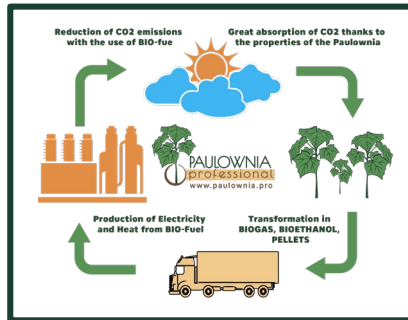 Reduction of CO2 emissions
with the use of BIO-fue
Great absorption of CO2 thanks to
the properties of the Paulownia
PAULOWNIA
professional
www.paulownia.pro
Production of Electricity
and Heat from BIO-Fuel
Transformation in
BIOGAS, BIOETHANOL,
PELLETS